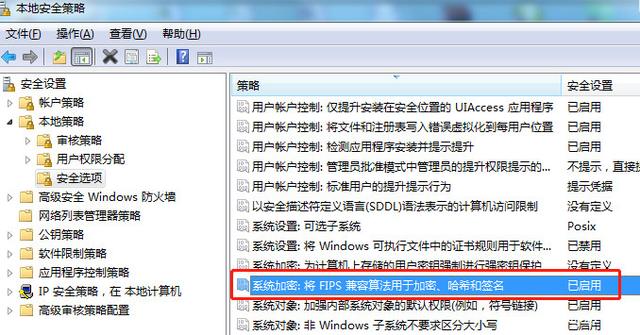 本地安全策略
文件(F) 操作(A) 查看(V) 帮助(H)
安全设置
帐户策略
本地策略
审核策略
用户权限分配
安全选项
高级安全 Windows 防火墙
网络列表管理器策略
公钥策略
软件限制策略
应用程序控制策略
IP 安全策略，在 本地计算机
高级审核策略配置
策略 安全设置
用户帐户控制: 仅提升安装在安全位置的 UIAccess 应用程序 已启用
用户帐户控制: 将文件和注册表写入错误虚拟化到每用户位置 已启用
用户帐户控制: 检测应用程序安装并提示提升 已启用
用户帐户控制: 管理员批准模式中管理员的提升权限提示的... 不提示，直接
用户帐户控制: 标准用户的提升提示行为 提示凭据
以安全描述符定义语言(SDDL)语法表示的计算机访问限制 没有定义
系统设置: 可选子系统 Posix
系统设置: 将 Windows 可执行文件中的证书规则用于软件... 已禁用
系统加密: 为计算机上存储的用户密钥强制进行强密钥保护 没有定义
系统加密: 将 FIPS 兼容算法用于加密、哈希和签名 已启用
系统对象: 加强内部系统对象的默认权限(例如，符号链接) 已启用
系统对象: 非 Windows 子系统不要求区分大小写 已启用